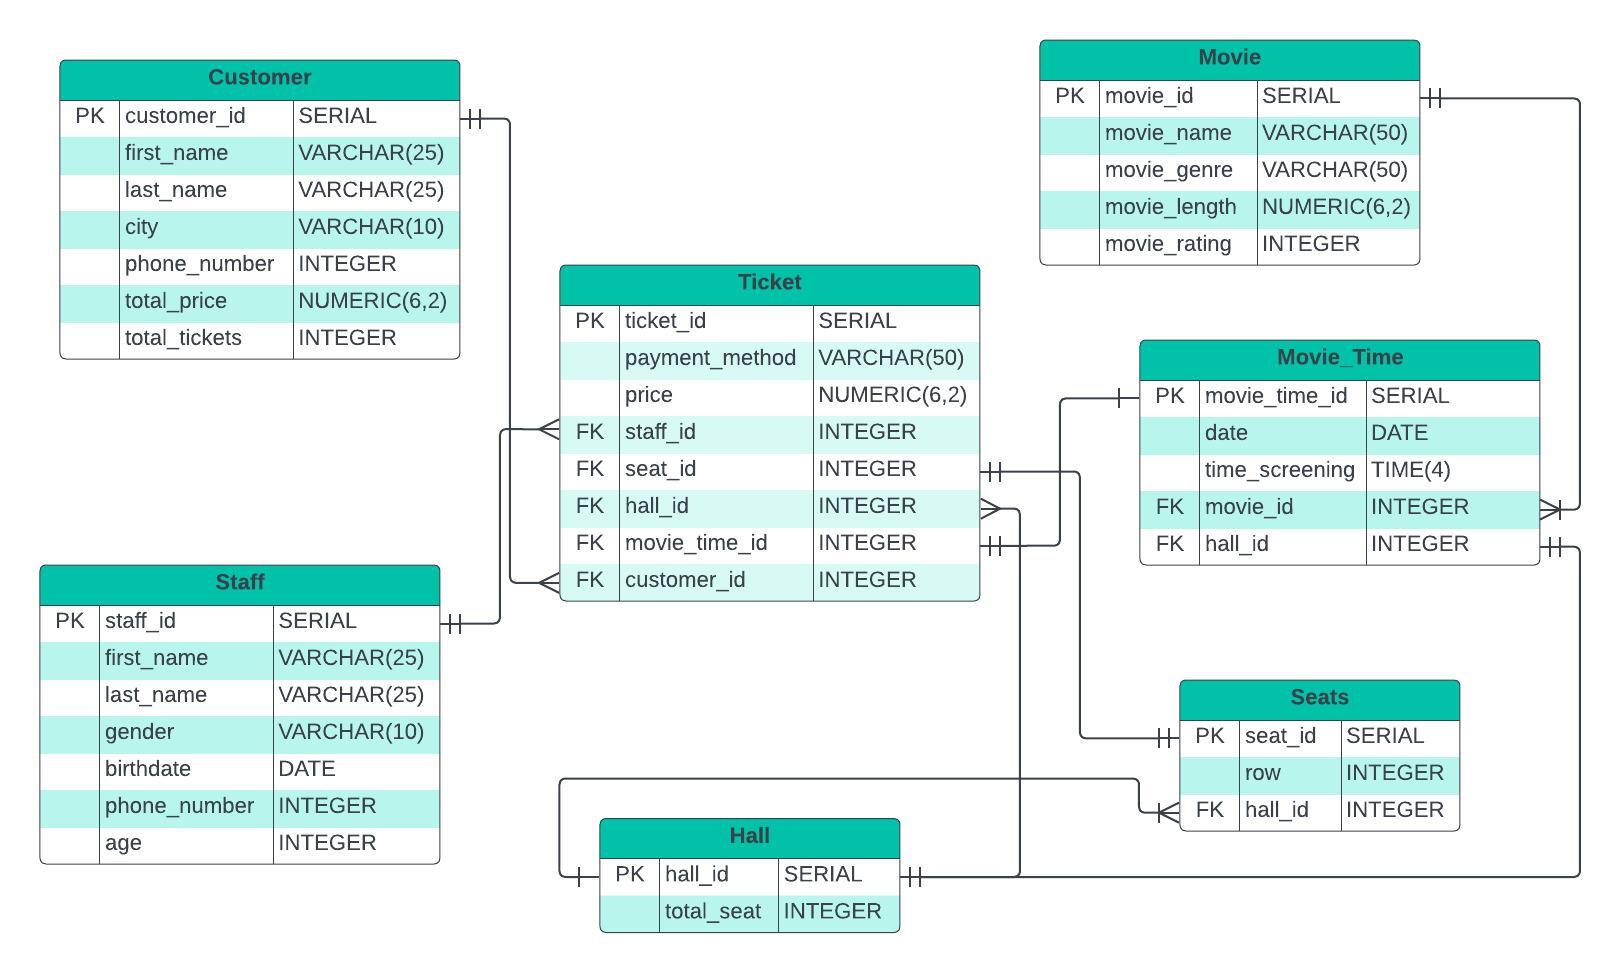 Customer
PK customer_id SERIAL
first_name VARCHAR(25)
last_name VARCHAR(25)
city VARCHAR(10)
phone_number INTEGER
total_price NUMERIC(6,2)
total_tickets INTEGER
Movie
PK movie_id SERIAL
movie_name VARCHAR(50)
movie_genre VARCHAR(50)
movie_length NUMERIC(6,2)
movie_rating INTEGER
Ticket
PK ticket_id SERIAL
payment_method VARCHAR(50)
price NUMERIC(6,2)
FK staff_id INTEGER
FK seat_id INTEGER
FK hall_id INTEGER
FK movie_time_id INTEGER
FK customer_id INTEGER
Movie_Time
PK movie_time_id SERIAL
date DATE
time_screening TIME(4)
FK movie_id INTEGER
FK hall_id INTEGER
Staff
PK staff_id SERIAL
first_name VARCHAR(25)
last_name VARCHAR(25)
gender VARCHAR(10)
birthdate DATE
phone_number INTEGER
age INTEGER
Seats
PK seat_id SERIAL
row INTEGER
FK hall_id INTEGER
Hall
PK hall_id SERIAL
total_seat INTEGER